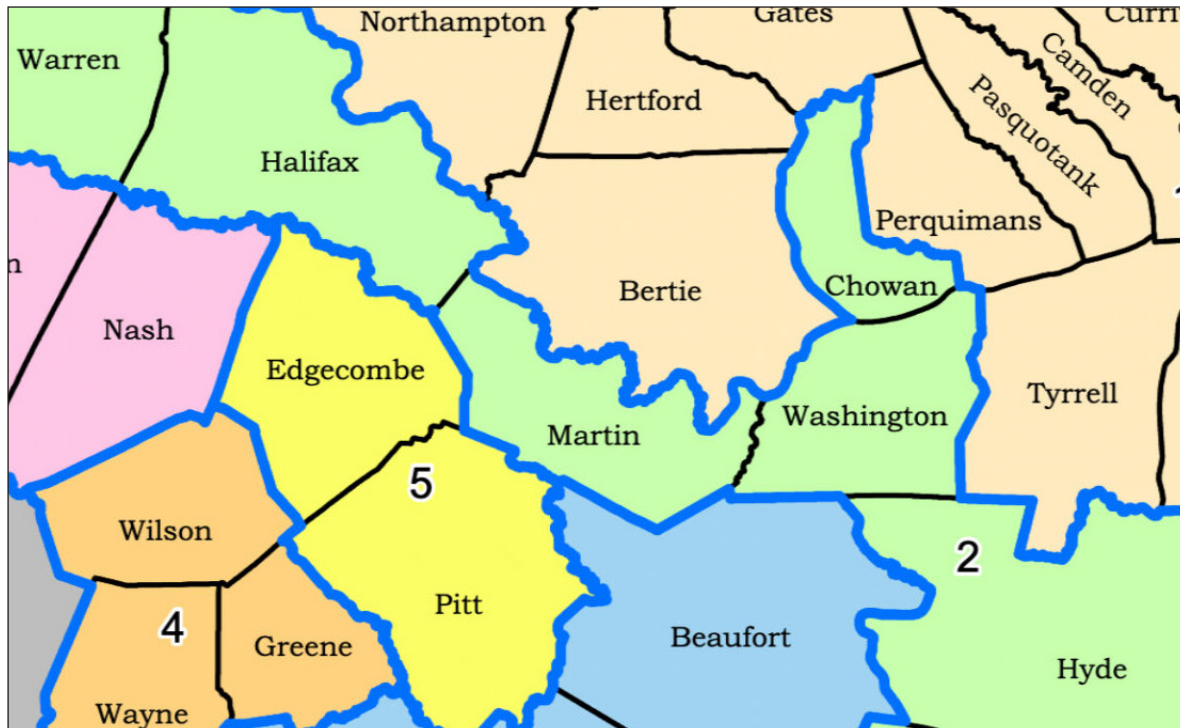 Northampton
Gates
Warren
Camden
Hertford
Pasquotank
Halifax
Perquimans
Bertie
Chowan
Nash
Edgecombe
Tyrrell
Washington
Martin
5
Wilson
2
Pitt
4
Beaufort
Greene
Hyde
Wayne